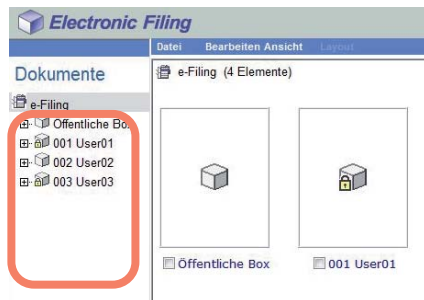 Electronic Filing
Datei Bearbeiten Ansicht Layout
Dokumente
e-Filing (4 Elemente)
e-Filing
Öffentliche Box
001 User01
002 User02
003 User03
Öffentliche Box
001 User01